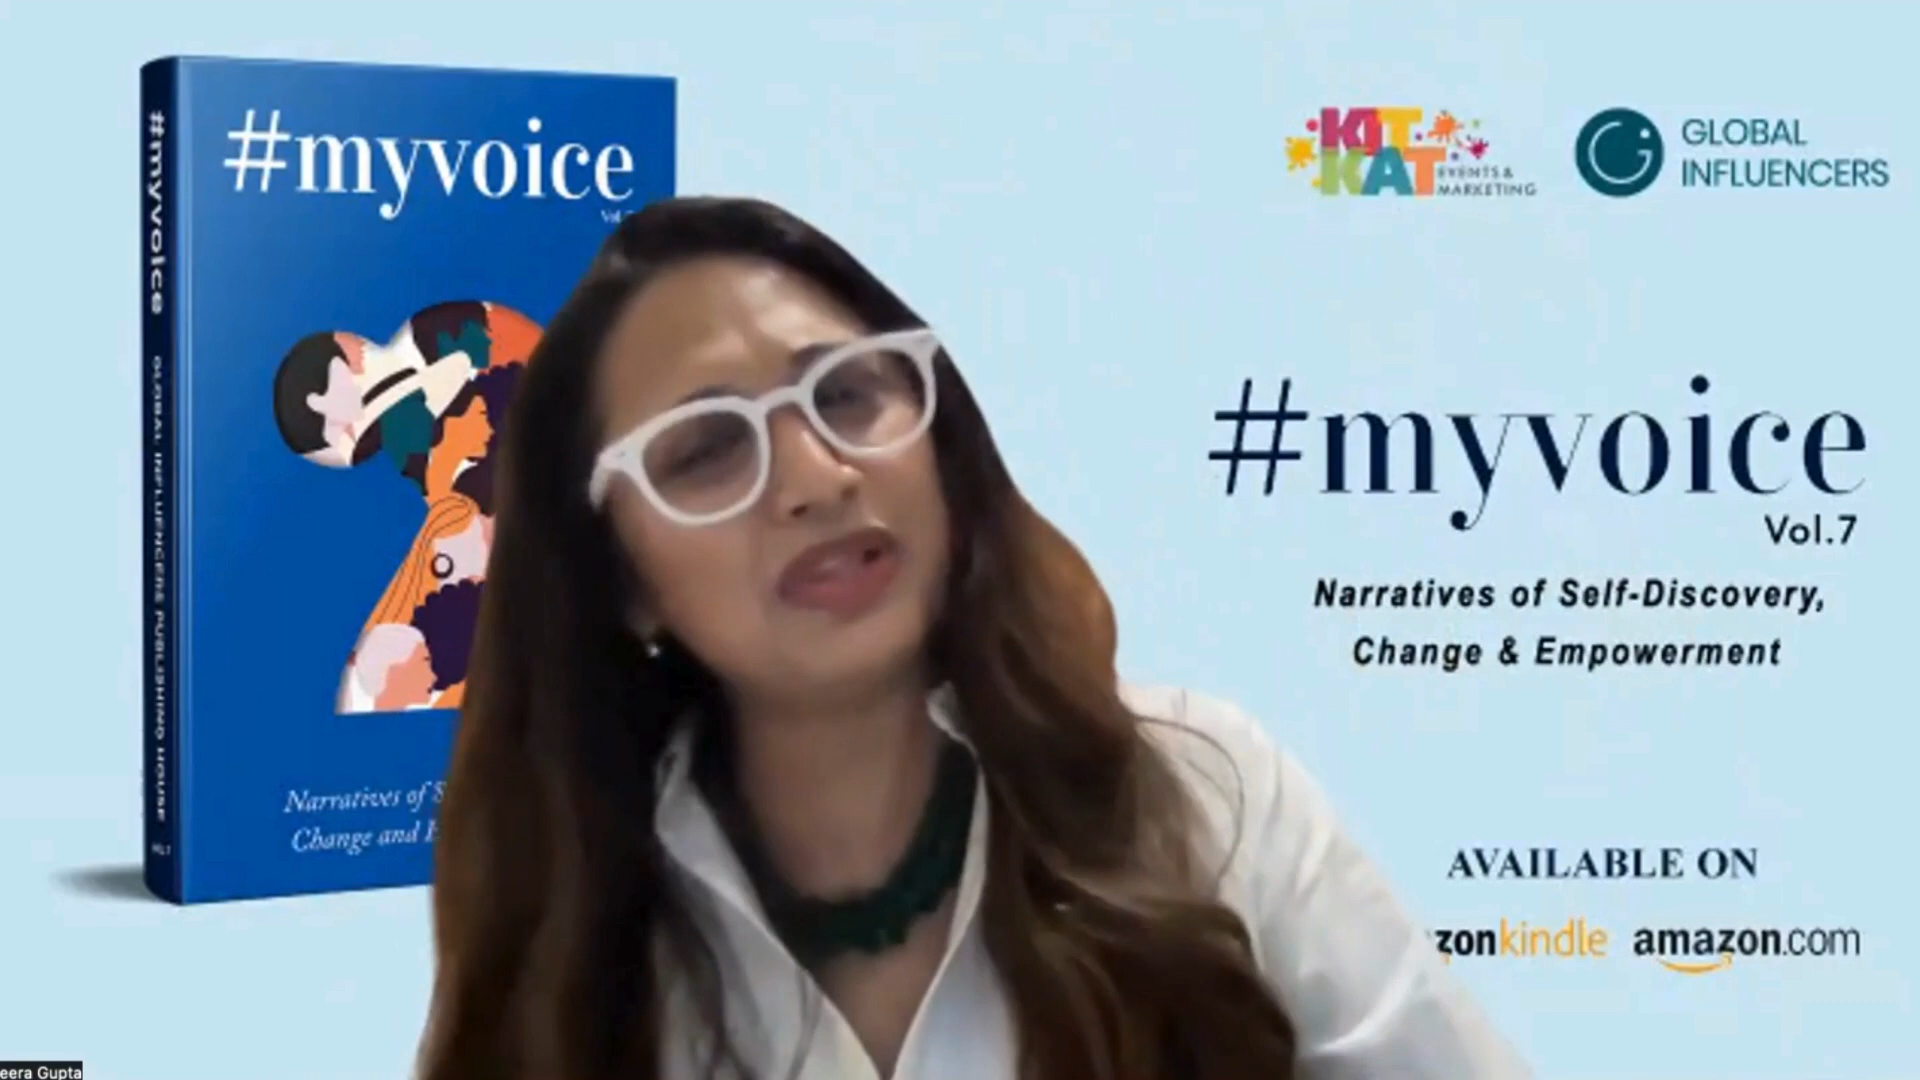 #myvoice
#myvoice
GLOBAL INFLUENCERS PUBLISHING HOUSE
Narratives of
Change and
KIT
KAT
EVENTS &
MARKETING
GLOBAL
INFLUENCERS
#myvoice
Vol.7
Narratives of Self-Discovery,
Change & Empowerment
AVAILABLE ON
zonkindle
amazon.com
eera Gupta